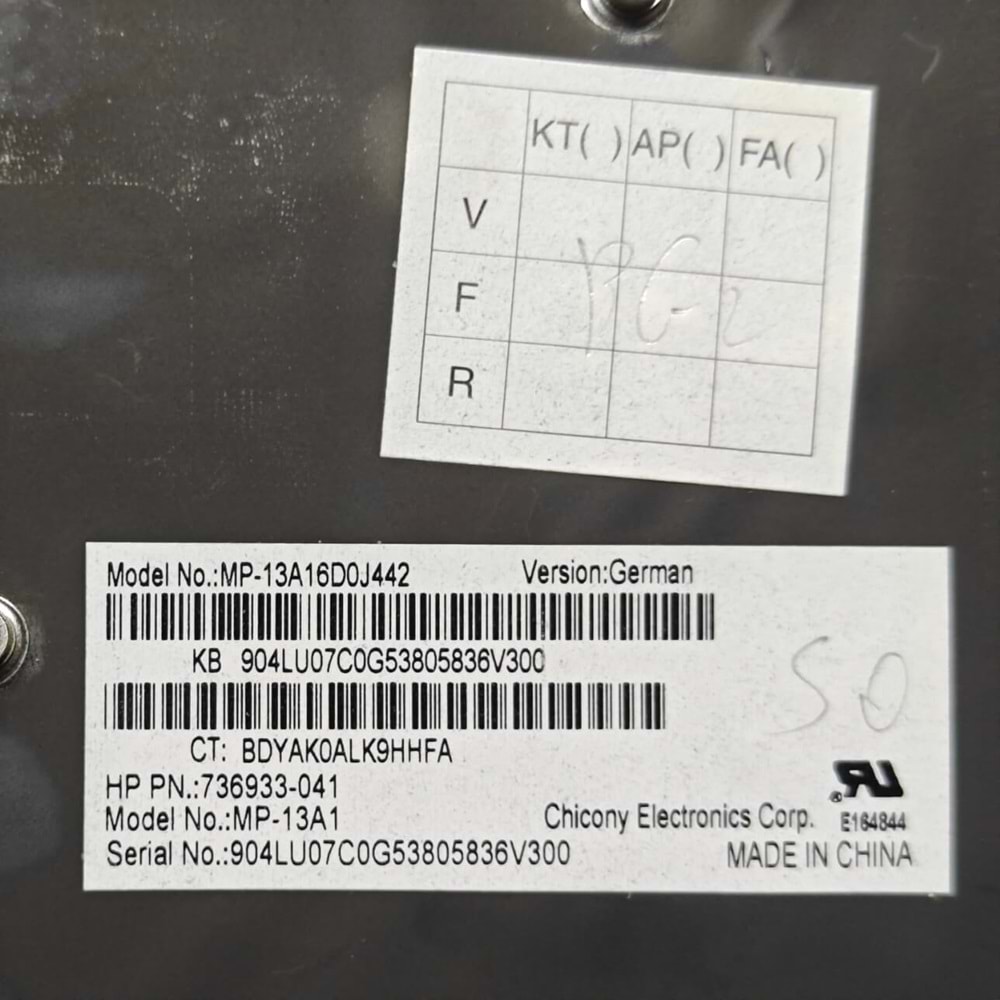 KT( ) AP( ) FA( )
V
F
R
Model No.:MP-13A16D0J442 Version:German
KB 904LU07C0G53805836V300
CT: BDYAK0ALK9HHFA
50
HP PN.:736933-041
Model No.:MP-13A1 Chicony Electronics Corp. E164844
Serial No.:904LU07C0G53805836V300 MADE IN CHINA